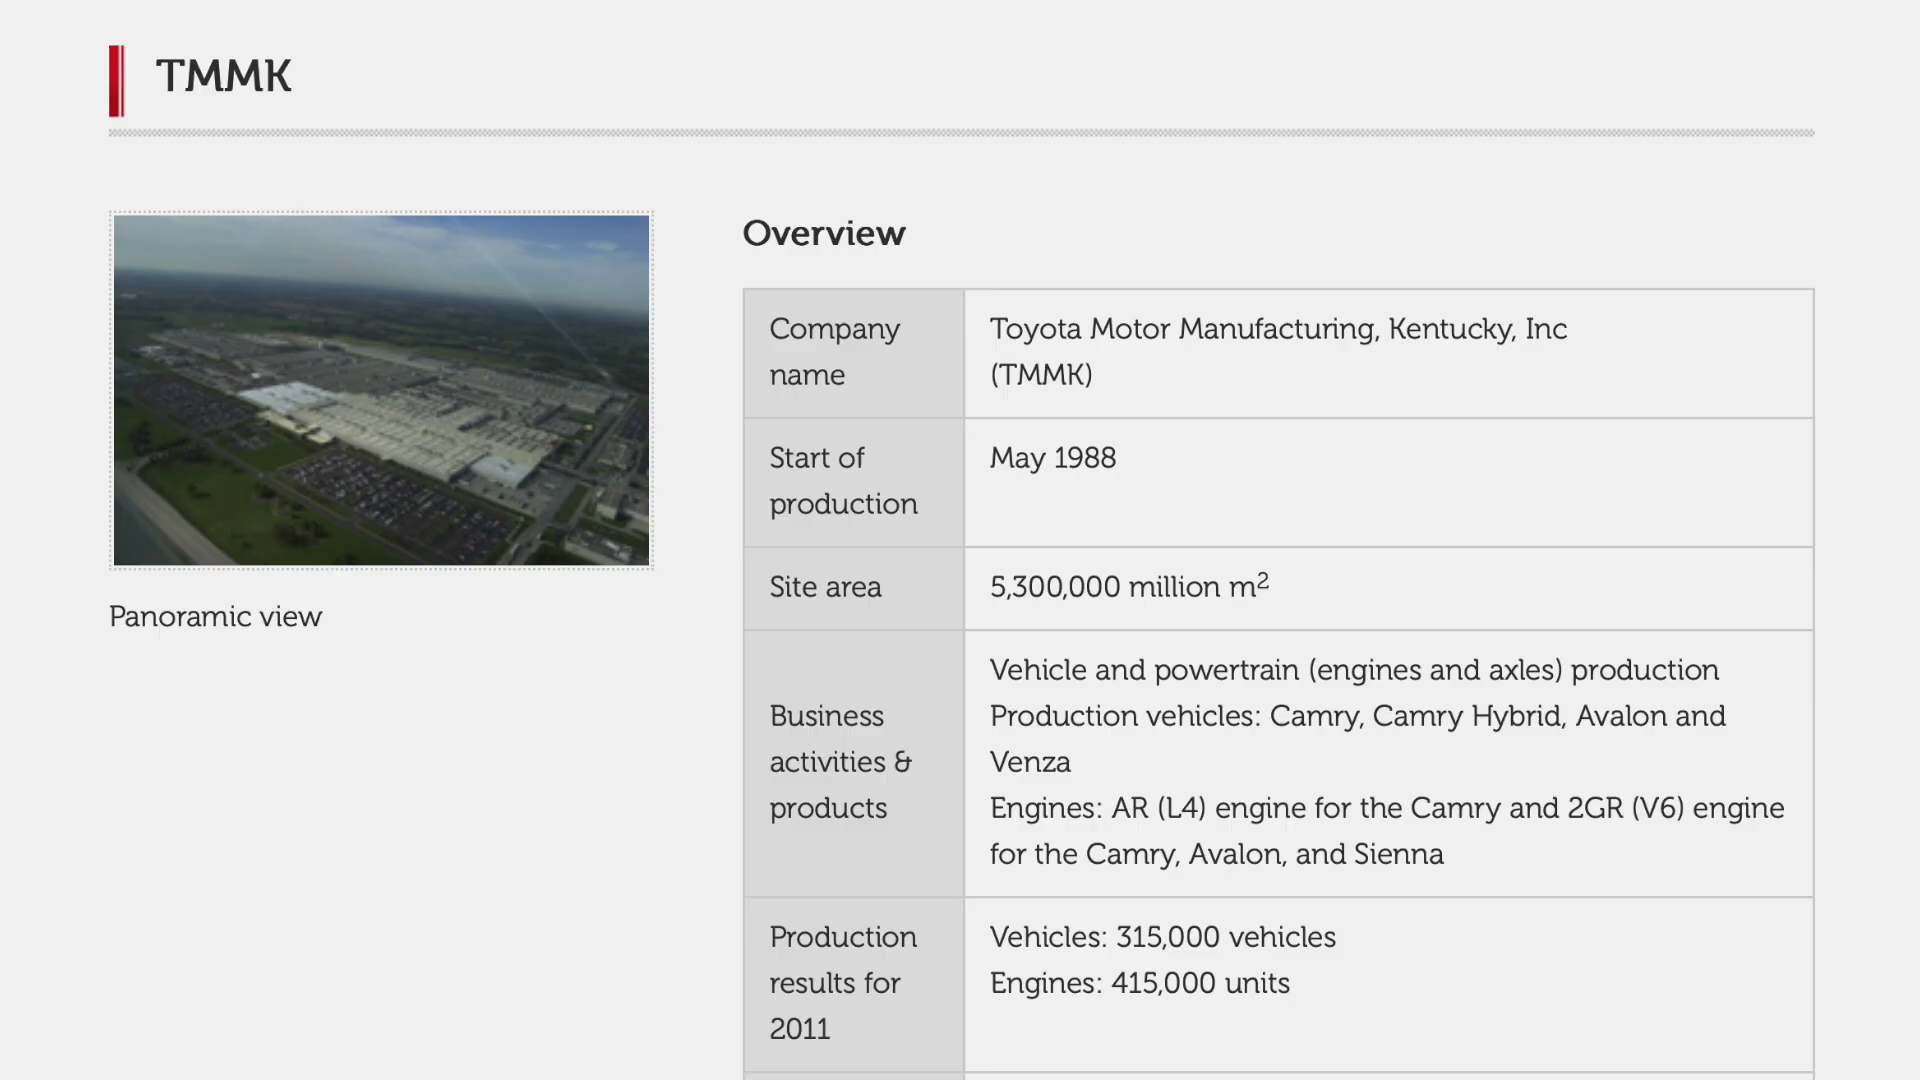 TMMK
Panoramic view
Overview
Company name
Toyota Motor Manufacturing, Kentucky, Inc
(TMMK)
Start of
production
May 1988
Site area
5,300,000 million m²
Business
activities &
products
Vehicle and powertrain (engines and axles) production
Production vehicles: Camry, Camry Hybrid, Avalon and
Venza
Engines: AR (L4) engine for the Camry and 2GR (V6) engine
for the Camry, Avalon, and Sienna
Production
results for
2011
Vehicles: 315,000 vehicles
Engines: 415,000 units